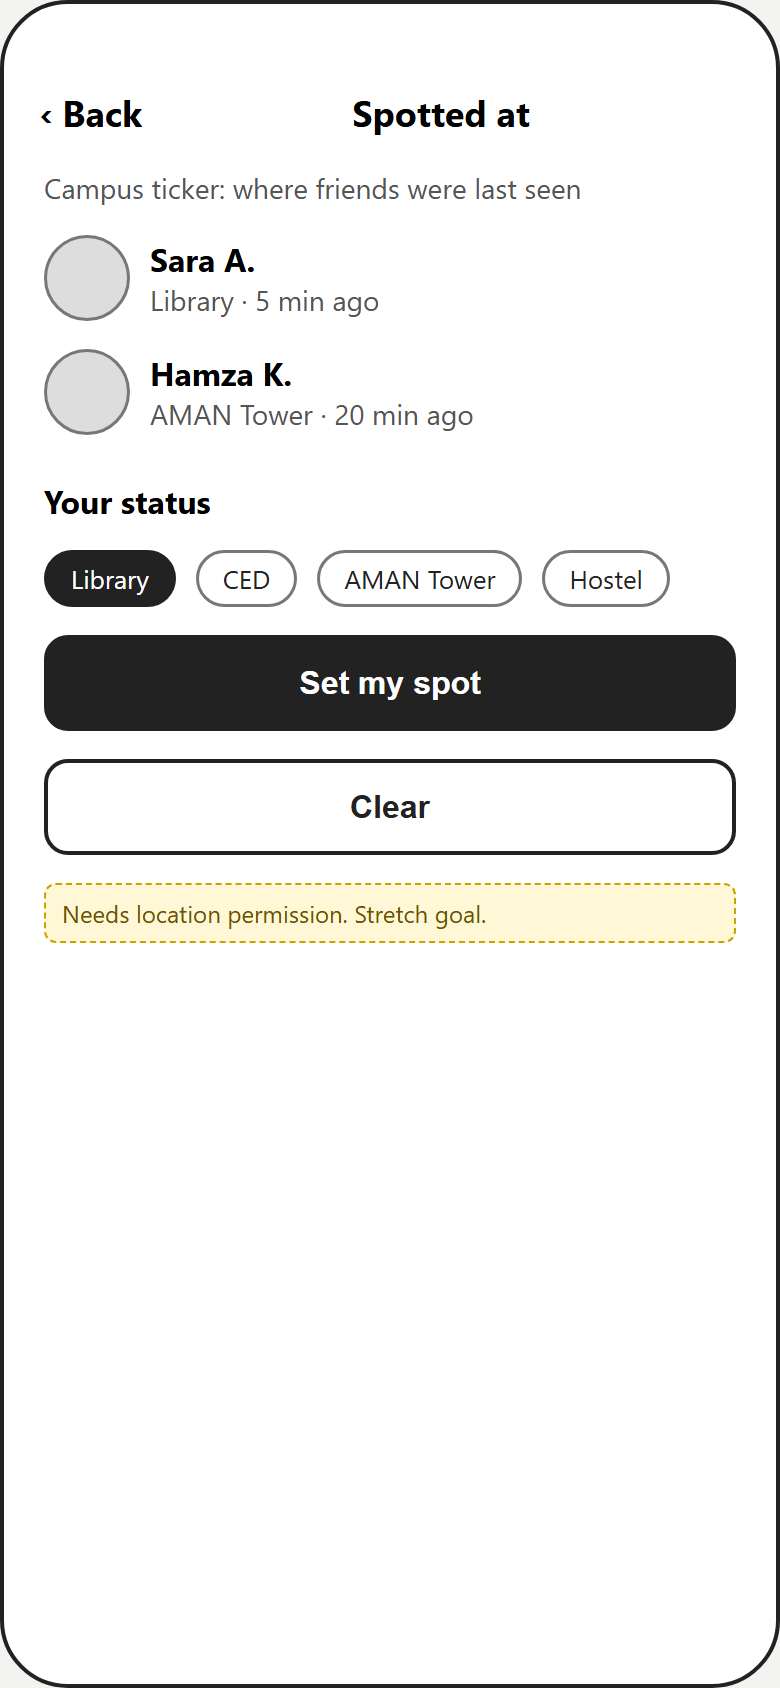 ‹ Back
Spotted at
Campus ticker: where friends were last seen
Sara A.
Library · 5 min ago
Hamza K.
AMAN Tower · 20 min ago
Your status
Library
CED
AMAN Tower
Hostel
Set my spot
Clear
Needs location permission. Stretch goal.